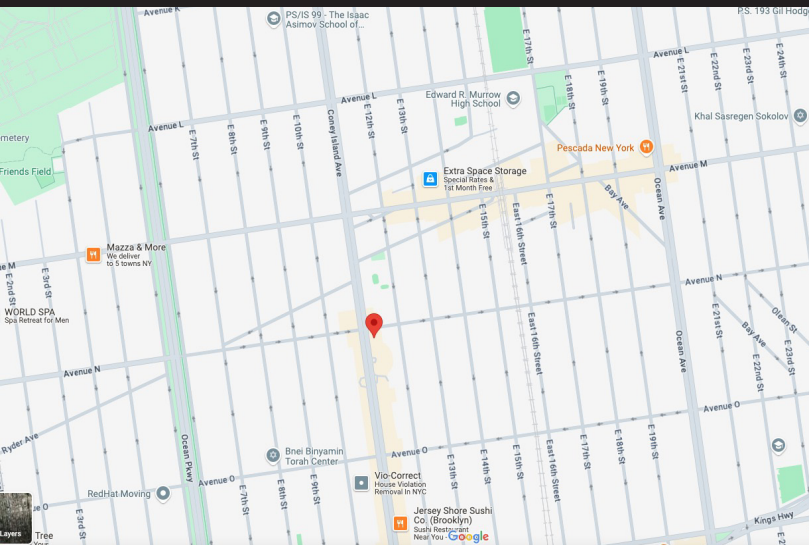 Avenue K
PS/IS 99 - The Isaac
Asimov School of...
P.S. 193 Gil Hodg
E 17th St
Avenue L
E 21st St
E 22nd St
E 23rd St
E 24th St
Edward R. Murrow
High School
E 18th St
E 19th St
Avenue L
Avenue L
E 7th St
E 8th St
E 9th St
E 10th St
Coney Island Ave
E 12th St
E 13th St
Khal Sasregen Sokolov
metery
Friends Field
Pescada New York
Avenue M
Extra Space Storage
Special Rates &
1st Month Free
Bay Ave
Ocean Ave
E 15th St
East 16th Street
E 17th St
Mazza & More
We deliver
to 5 towns NY
e M
E 2nd St
E 3rd St
Avenue N
WORLD SPA
Spa Retreat for Men
E 21st St
Bay Ave
E 22nd St
Olean St
E 23rd St
East 16th Street
Ocean Ave
Avenue N
Avenue O
Ryder Ave
Ocean Pkwy
Bnei Binyamin
Torah Center
Avenue O
E 13th St
E 14th St
E 15th St
East 16th Street
E 17th St
E 18th St
E 19th St
Avenue O
E 7th St
E 8th St
E 9th St
Vio-Correct
House Violation
Removal In NYC
RedHat Moving
Layers
ue O
E 3rd St
Tree
Jersey Shore Sushi
Co. (Brooklyn)
Sushi Restaurant
Near You -
Google
Kings Hwy
E 2